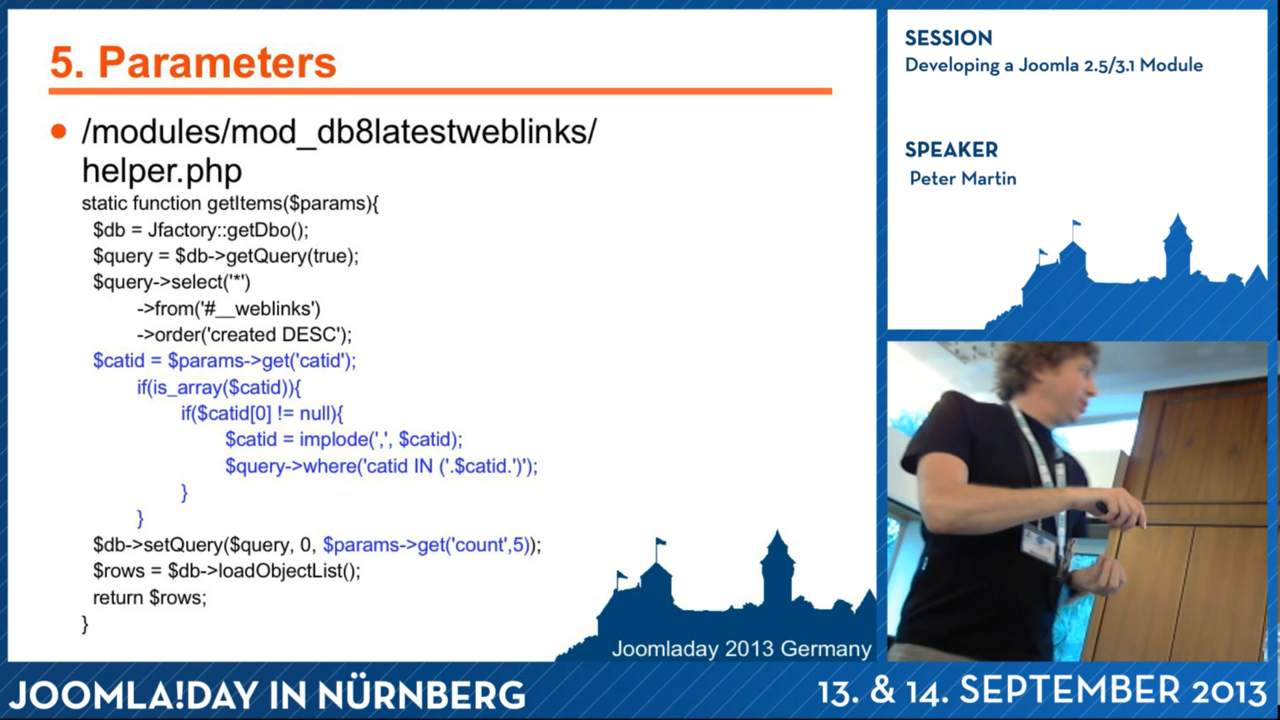 5. Parameters
/modules/mod_db8latestweblinks/
helper.php
static function getItems($params){
$db = Jfactory::getDbo();
$query = $db->getQuery(true);
$query->select('*')
->from('#__weblinks')
->order('created DESC');
$catid = $params->get('catid');
if(is_array($catid)){
if($catid[0] != null){
$catid = implode(',', $catid);
$query->where('catid IN ('.$catid.')');
}
}
$db->setQuery($query, 0, $params->get('count',5));
$rows = $db->loadObjectList();
return $rows;
}
Joomladay 2013 Germany
SESSION
Developing a Joomla 2.5/3.1 Module
SPEAKER
Peter Martin
JOOMLA!DAY IN NÜRNBERG
13. & 14. SEPTEMBER 2013